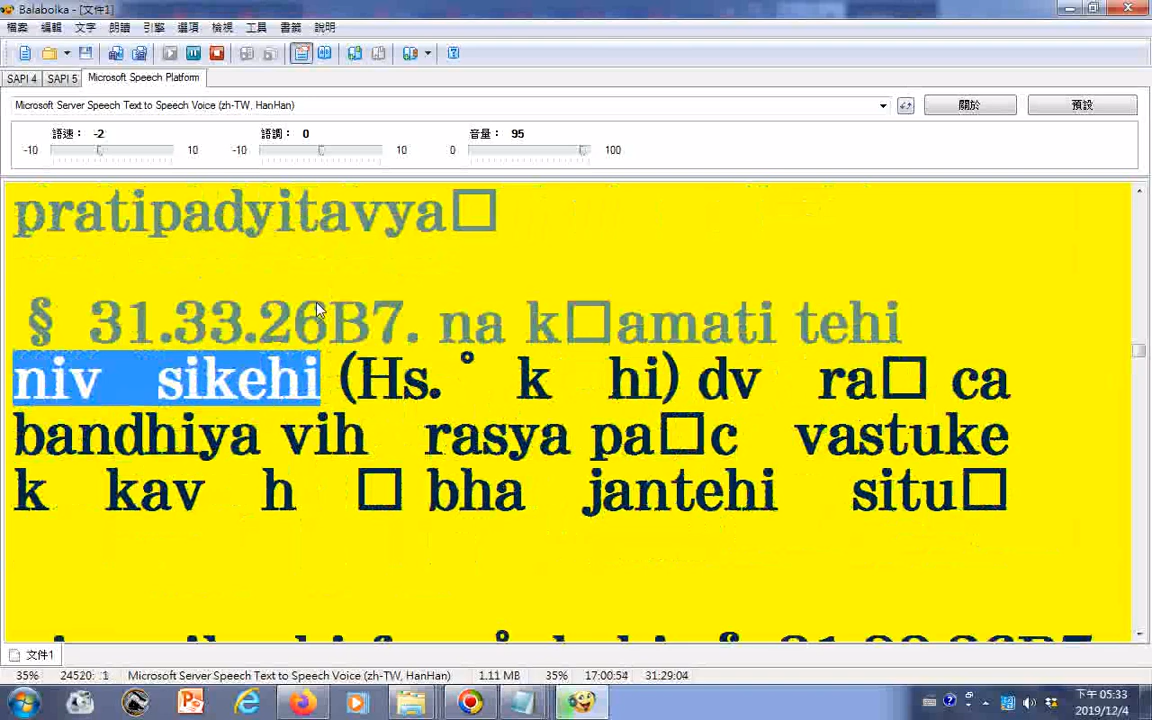 Balabolka - [文件1]
檔案 編輯 文字 朗讀 引擎 選項 檢視 工具 書籤 說明
SAPI 4 SAPI 5 Microsoft Speech Platform
Microsoft Server Speech Text to Speech Voice (zh-TW, HanHan) 關於 預設
語速： -2 語調： 0 音量： 95
-10 10 -10 10 0 100
pratipadyitavya□
§ 31.33.26B7. na k□amati tehi
niv sikehi (Hs. ˚ k hi) dv ra□ ca
bandhiya vih rasya pa□c vastuke
k kav h □ bha jantehi situ□
文件1
35% 24520: :1 Microsoft Server Speech Text to Speech Voice (zh-TW, HanHan) 1.11 MB 35% 17:00:54 31:29:04
下午 05:33
2019/12/4